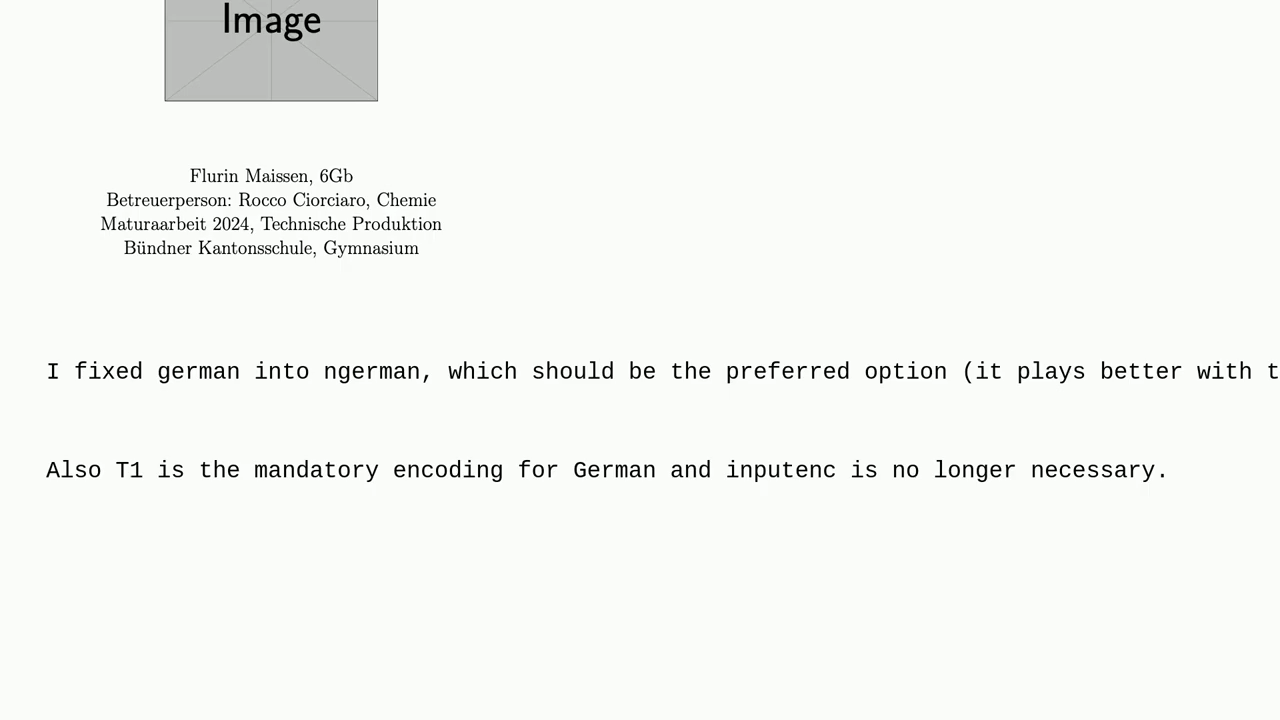 Image
Flurin Maissen, 6Gb
Betreuerperson: Rocco Ciorciaro, Chemie
Maturaarbeit 2024, Technische Produktion
Bündner Kantonsschule, Gymnasium
I fixed german into ngerman, which should be the preferred option (it plays better with
Also T1 is the mandatory encoding for German and inputenc is no longer necessary.